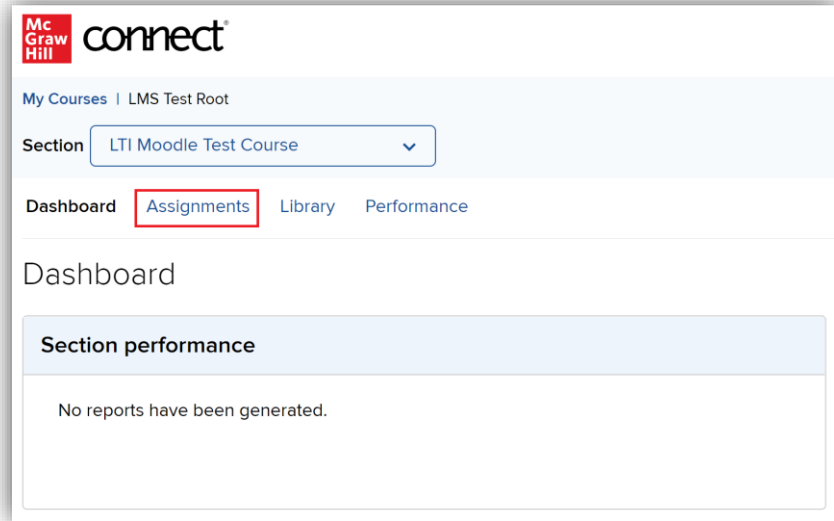 Mc
Graw
Hill
connect®
My Courses | LMS Test Root
Section LTI Moodle Test Course
Dashboard Assignments Library Performance
Dashboard
Section performance
No reports have been generated.